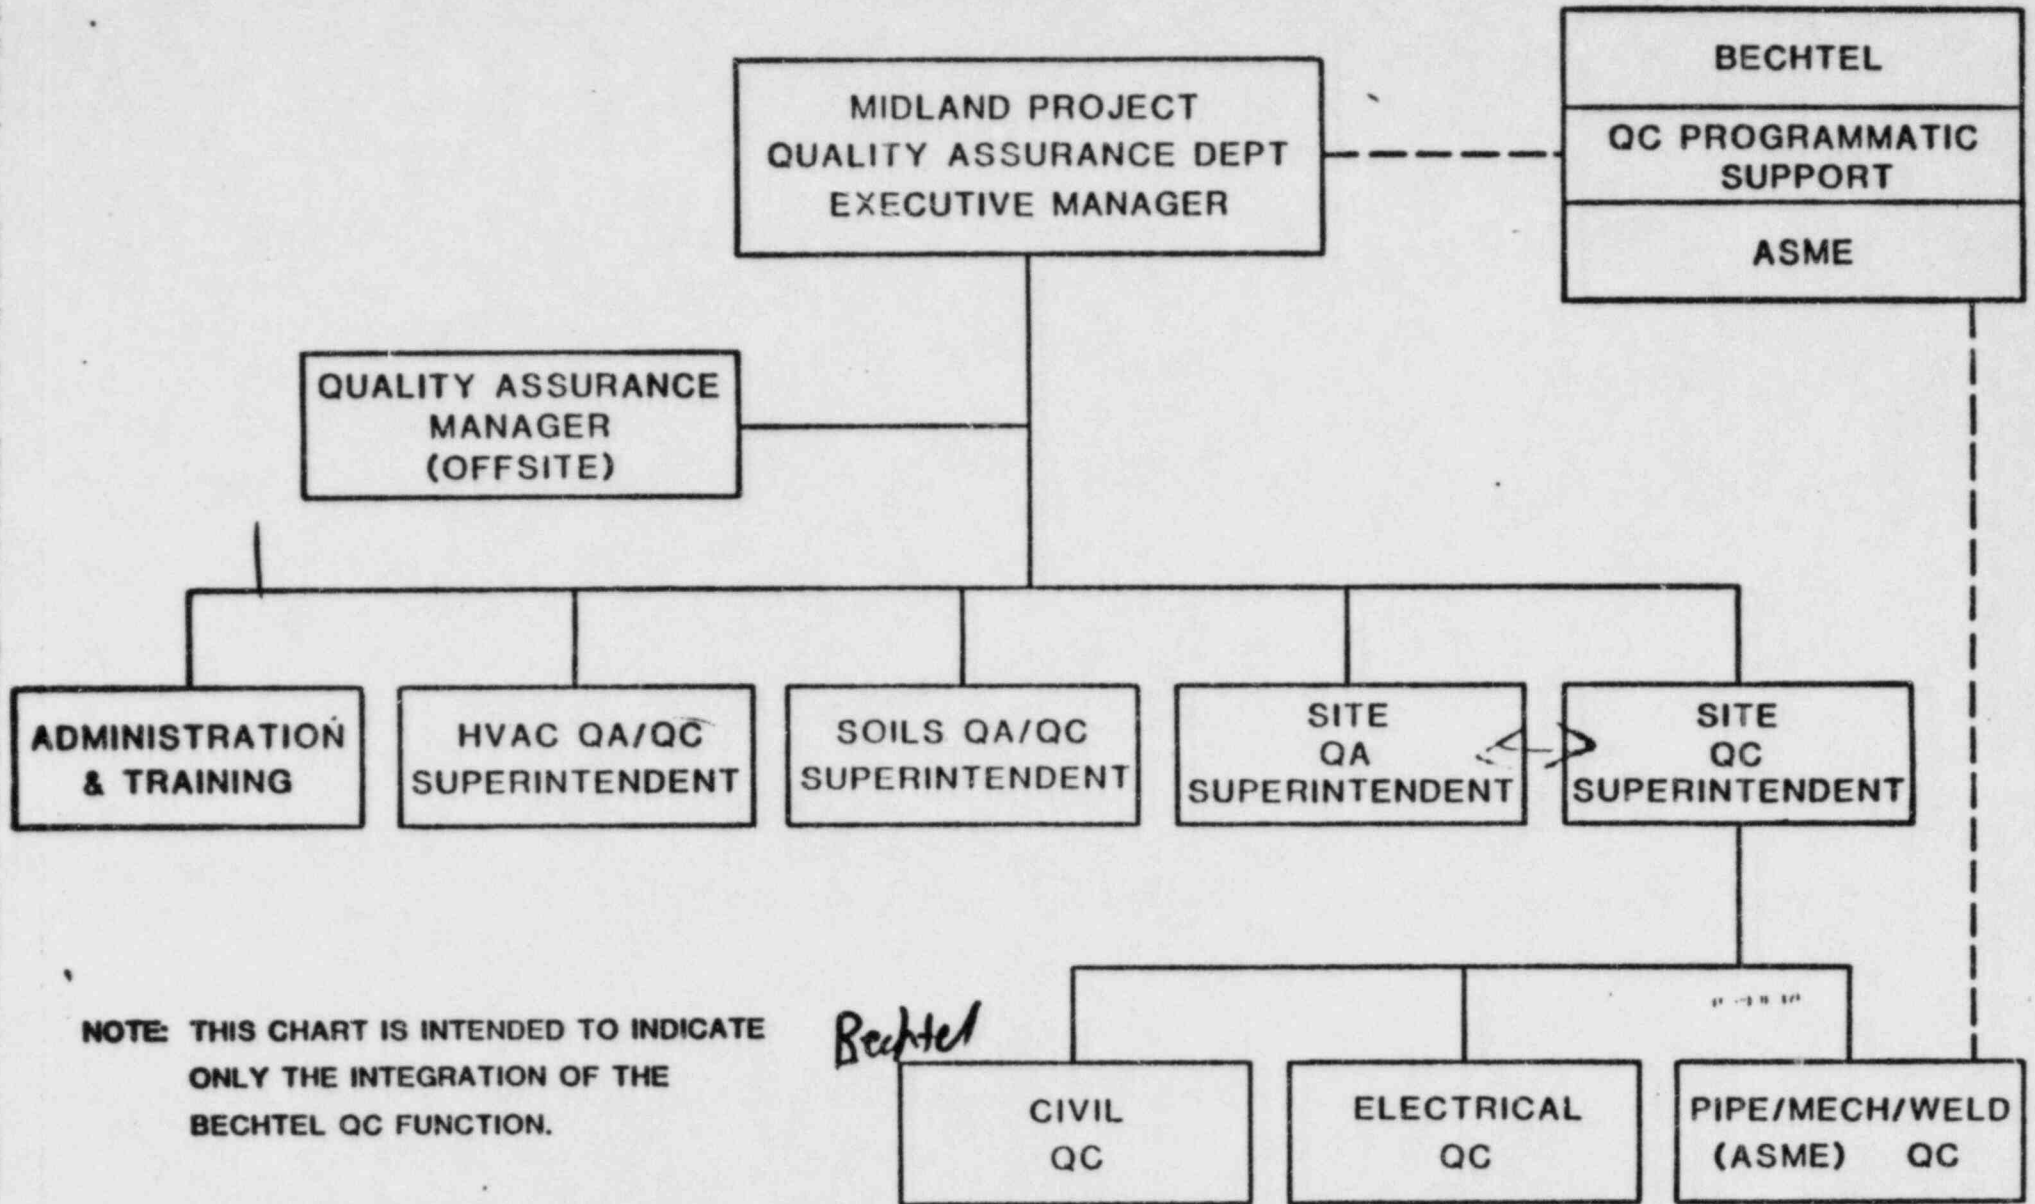 BECHTEL
QC PROGRAMMATIC
SUPPORT
ASME
MIDLAND PROJECT
QUALITY ASSURANCE DEPT
EXECUTIVE MANAGER
QUALITY ASSURANCE
MANAGER
(OFFSITE)
ADMINISTRATION
& TRAINING
HVAC QA/QC
SUPERINTENDENT
SOILS QA/QC
SUPERINTENDENT
SITE
QA
SUPERINTENDENT
SITE
QC
SUPERINTENDENT
NOTE: THIS CHART IS INTENDED TO INDICATE
ONLY THE INTEGRATION OF THE
BECHTEL QC FUNCTION.
Bechtel
CIVIL
QC
ELECTRICAL
QC
PIPE/MECH/WELD
(ASME) QC